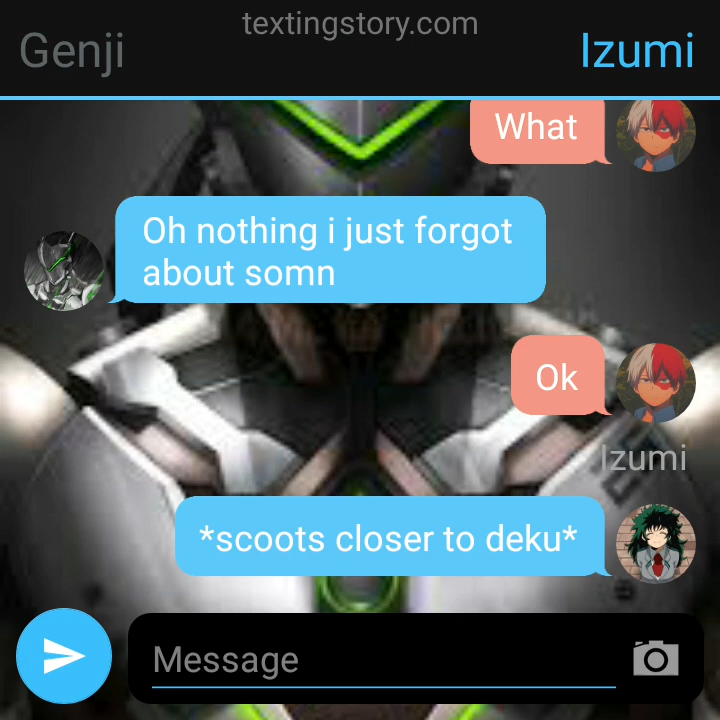 textingstory.com
Genji
Izumi
What
Oh nothing i just forgot
about somn
Ok
Izumi
*scoots closer to deku*
Message